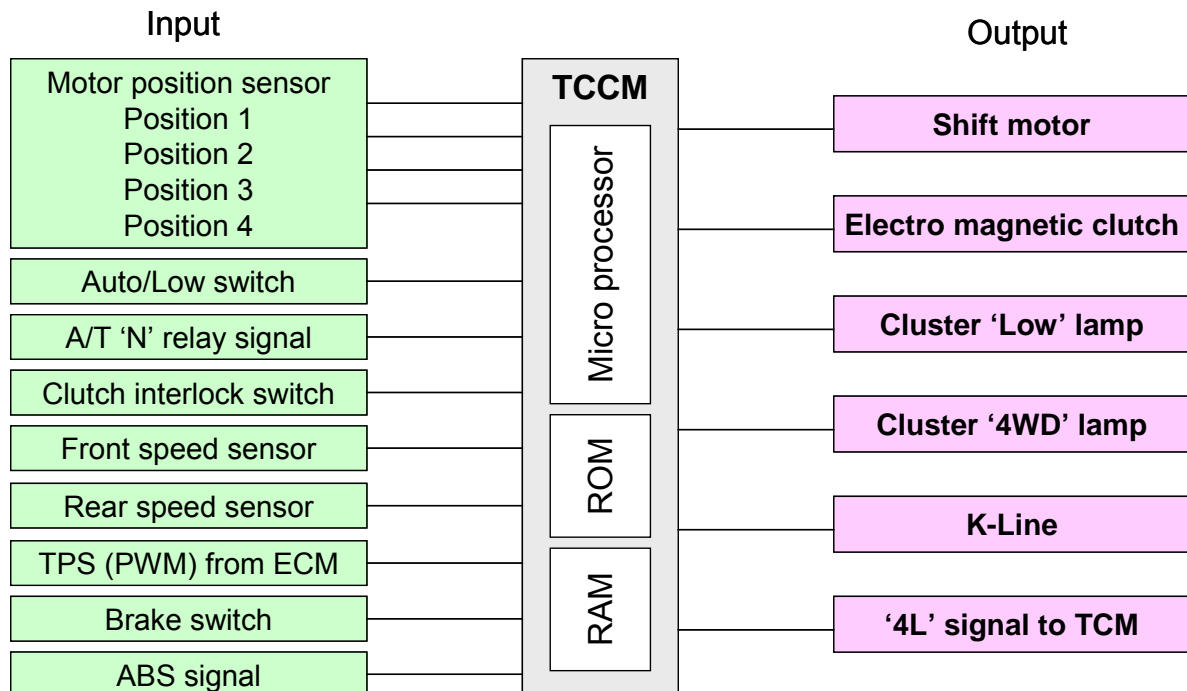 Input
Motor position sensor
Position 1
Position 2
Position 3
Position 4
Auto/Low switch
A/T ‘N’ relay signal
Clutch interlock switch
Front speed sensor
Rear speed sensor
TPS (PWM) from ECM
Brake switch
ABS signal
TCCM
Micro processor
ROM
RAM
Output
Shift motor
Electro magnetic clutch
Cluster ‘Low’ lamp
Cluster ‘4WD’ lamp
K-Line
‘4L’ signal to TCM